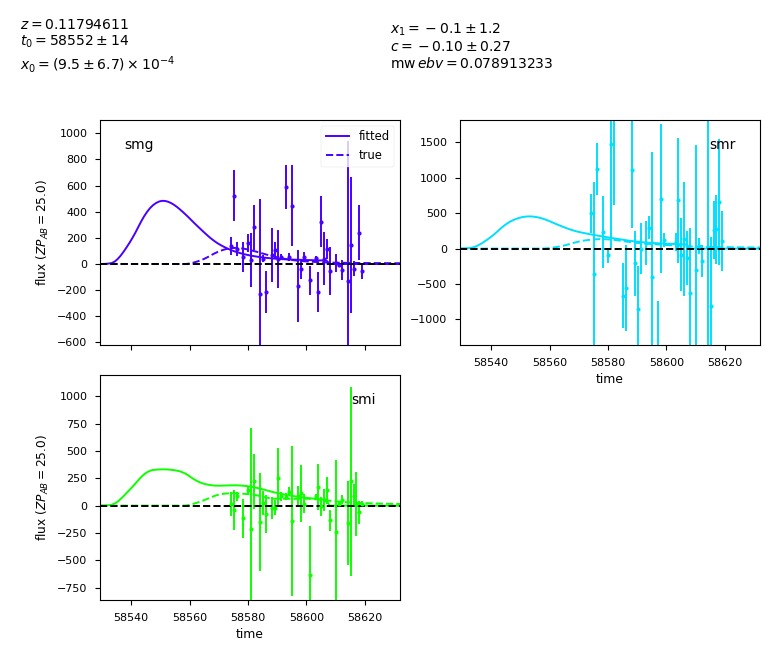 z = 0.11794611
t0 = 58552 ± 14
x0 = (9.5 ± 6.7) × 10^−4
x1 = − 0.1 ± 1.2
c = − 0.10 ± 0.27
mw ebv = 0.078913233
1000
800
600
400
200
0
−200
−400
−600
flux (ZP_AB = 25.0)
smg
fitted
true
1500
1000
500
0
−500
−1000
smr
58540 58560 58580 58600 58620
time
1000
750
500
250
0
−250
−500
−750
flux (ZP_AB = 25.0)
smi
58540 58560 58580 58600 58620
time